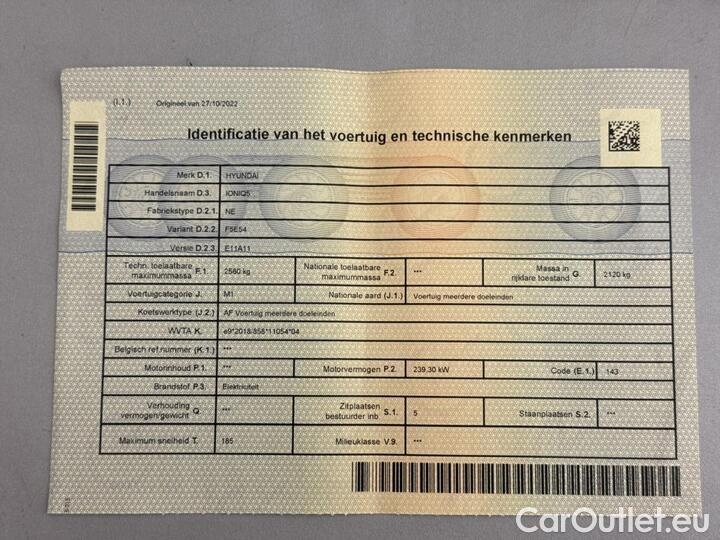 (I.1.) Origineel van 27/10/2022
Identificatie van het voertuig en technische kenmerken
Merk D.1. HYUNDAI
Handelsnaam D.3. IONIQ5
Fabriekstype D.2.1. NE
Variant D.2.2. F5E54
Versie D.2.3. E11A11
Techn. toelaatbare maximummassa F.1. 2560 kg Nationale toelaatbare maximummassa F.2. *** Massa in rijklare toestand G. 2120 kg
Voertuigcategorie J. M1 Nationale aard (J.1.) Voertuig meerdere doeleinden
Koetswerktype (J.2.) AF Voertuig meerdere doeleinden
WVTA K. e9*2018/858*11054*04
Belgisch ref.nummer (K.1.) ***
Motorinhoud P.1. *** Motorvermogen P.2. 239,30 kW Code (E.1.) 143
Brandstof P.3. Elektriciteit
Verhouding vermogen/gewicht Q. *** Zitplaatsen bestuurder inb. S.1. 5 Staanplaatsen S.2. ***
Maximum snelheid T. 185 Milieuklasse V.9. ***
CarOutlet.eu